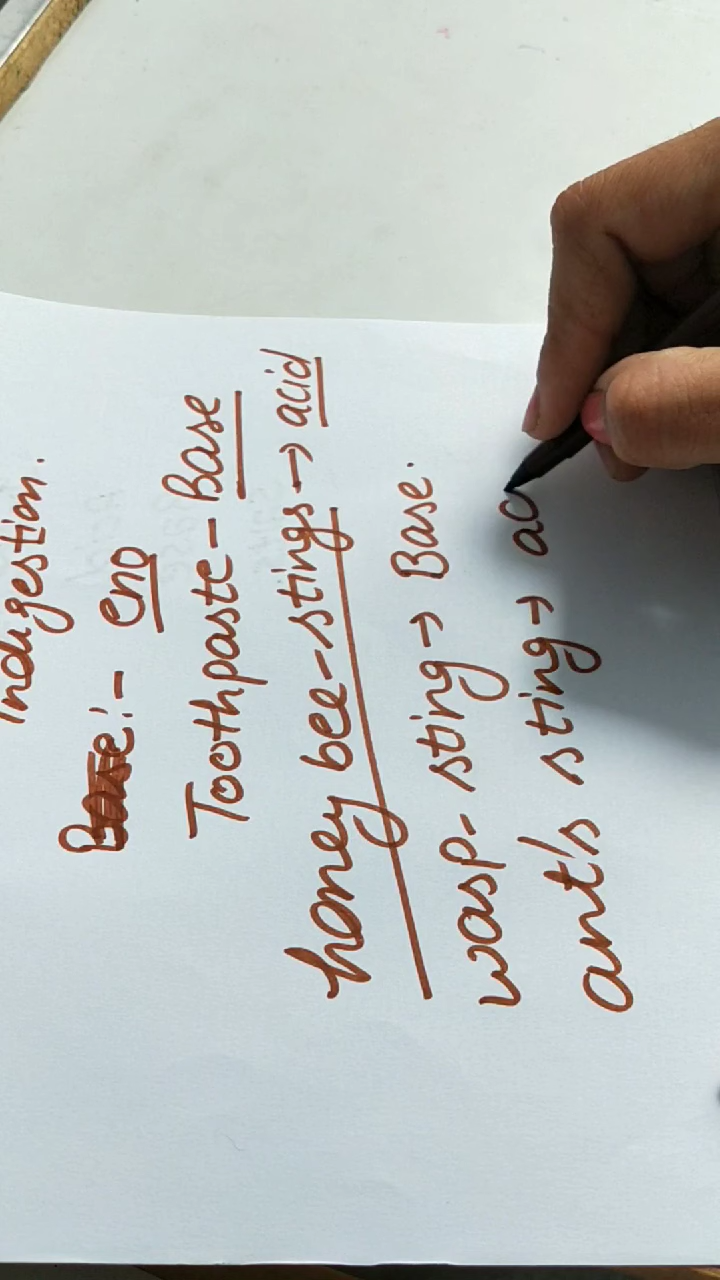 Indigestion.
Base:- eno
Toothpaste - Base
honey bee-stings → acid
wasp- sting → Base.
ant's sting → ac